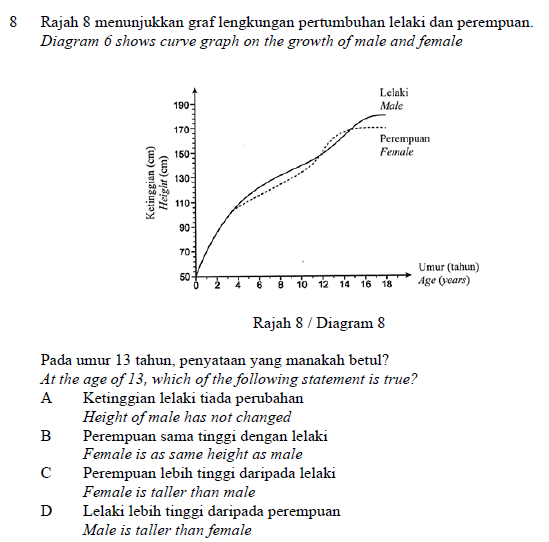 8 Rajah 8 menunjukkan graf lengkungan pertumbuhan lelaki dan perempuan.
Diagram 6 shows curve graph on the growth of male and female
Lelaki
Male
Perempuan
Female
Ketinggian (cm)
Height (cm)
190
170
150
130
110
90
70
50
0 2 4 6 8 10 12 14 16 18
Umur (tahun)
Age (years)
Rajah 8 / Diagram 8
Pada umur 13 tahun, penyataan yang manakah betul?
At the age of 13, which of the following statement is true?
A Ketinggian lelaki tiada perubahan
Height of male has not changed
B Perempuan sama tinggi dengan lelaki
Female is as same height as male
C Perempuan lebih tinggi daripada lelaki
Female is taller than male
D Lelaki lebih tinggi daripada perempuan
Male is taller than female